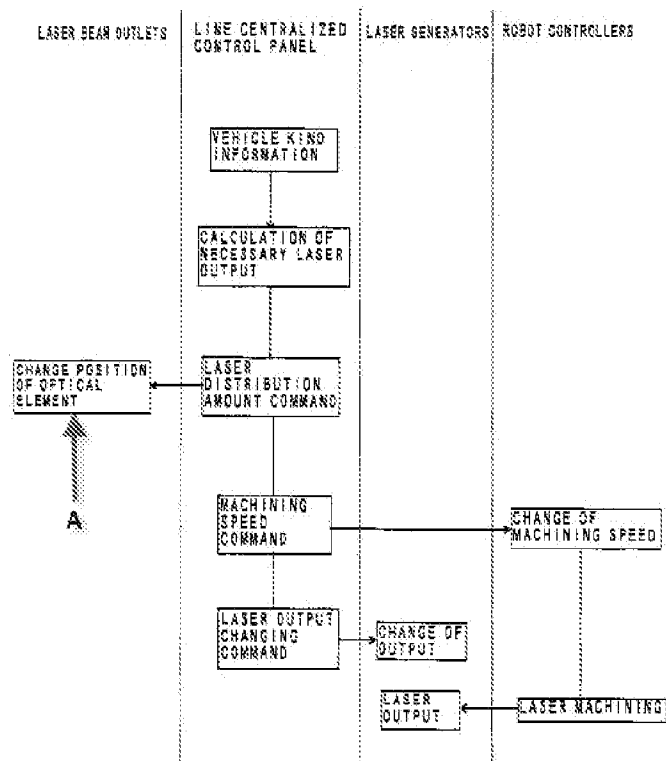 LASER BEAM OUTLETS
LINE CENTRALIZED
CONTROL PANEL
LASER GENERATORS
ROBOT CONTROLLERS
VEHICLE KIND
INFORMATION
CALCULATION OF
NECESSARY LASER
OUTPUT
CHANGE POSITION
OF OPTICAL
ELEMENT
LASER
DISTRIBUTION
AMOUNT COMMAND
A
MACHINING
SPEED
COMMAND
CHANGE OF
MACHINING SPEED
LASER OUTPUT
CHANGING
COMMAND
CHANGE OF
OUTPUT
LASER
OUTPUT
LASER MACHINING